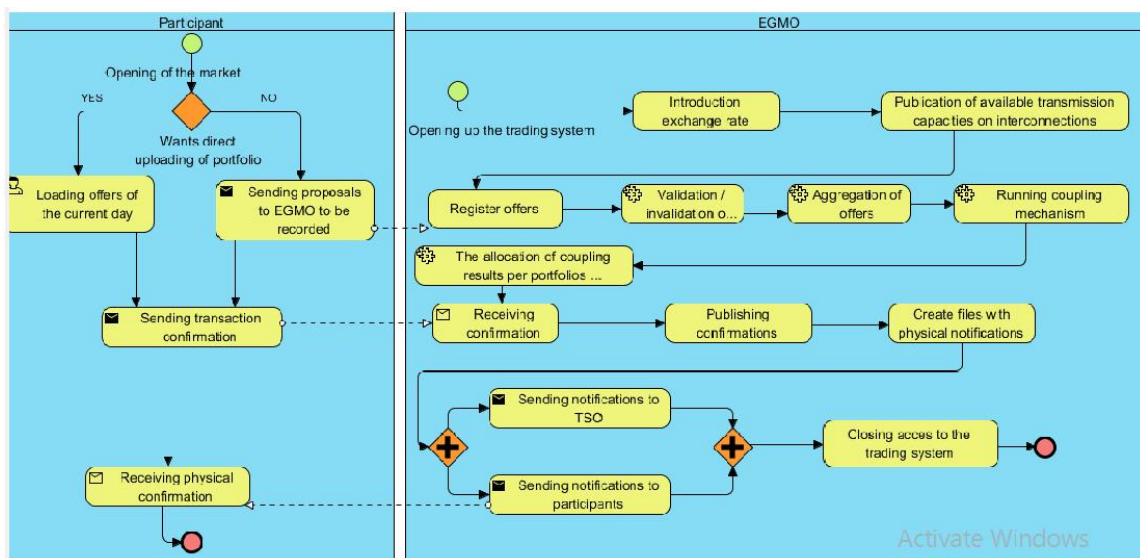 Participant
Opening of the market
YES
NO
Wants direct
uploading of portfolio
Loading offers of
the current day
Sending proposals
to EGMO to be
recorded
Sending transaction
confirmation
Receiving physical
confirmation
EGMO
Opening up the trading system
Introduction
exchange rate
Publication of available transmission
capacities on interconnections
Register offers
Validation /
invalidation o...
Aggregation of
offers
Running coupling
mechanism
The allocation of coupling
results per portfolios ...
Receiving
confirmation
Publishing
confirmations
Create files with
physical notifications
Sending notifications to
TSO
Sending notifications to
participants
Closing acces to the
trading system
Activate Windows